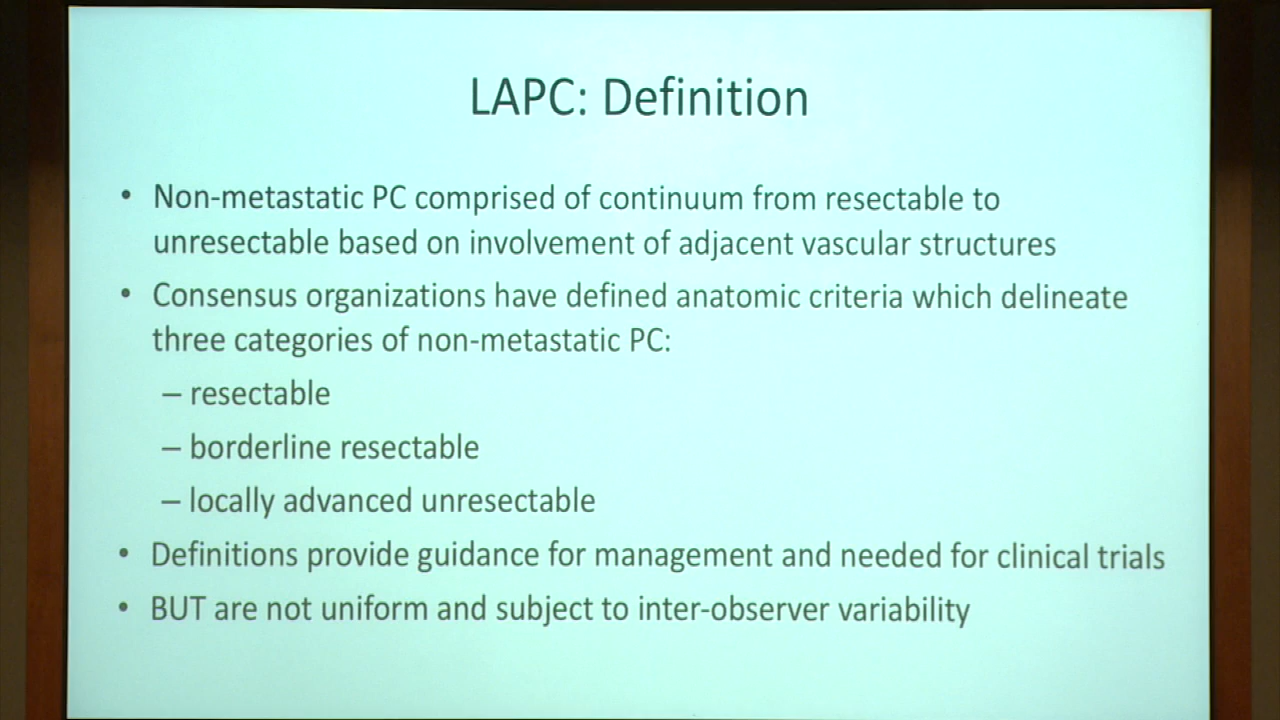 LAPC: Definition
• Non-metastatic PC comprised of continuum from resectable to
unresectable based on involvement of adjacent vascular structures
• Consensus organizations have defined anatomic criteria which delineate
three categories of non-metastatic PC:
– resectable
– borderline resectable
– locally advanced unresectable
• Definitions provide guidance for management and needed for clinical trials
• BUT are not uniform and subject to inter-observer variability